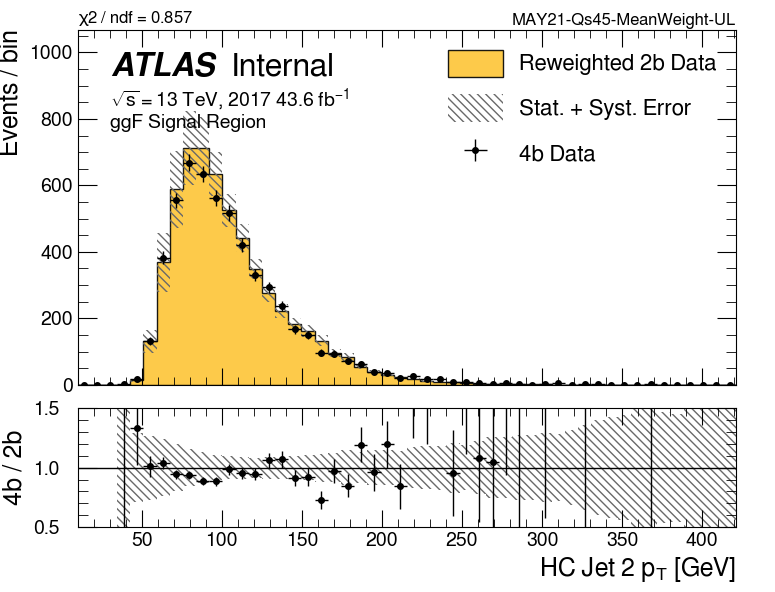 χ2 / ndf = 0.857
MAY21-Qs45-MeanWeight-UL
Events / bin
ATLAS Internal
√s = 13 TeV, 2017 43.6 fb−1
ggF Signal Region
Reweighted 2b Data
Stat. + Syst. Error
4b Data
1000
800
600
400
200
0
4b / 2b
1.5
1.0
0.5
50 100 150 200 250 300 350 400
HC Jet 2 pT [GeV]